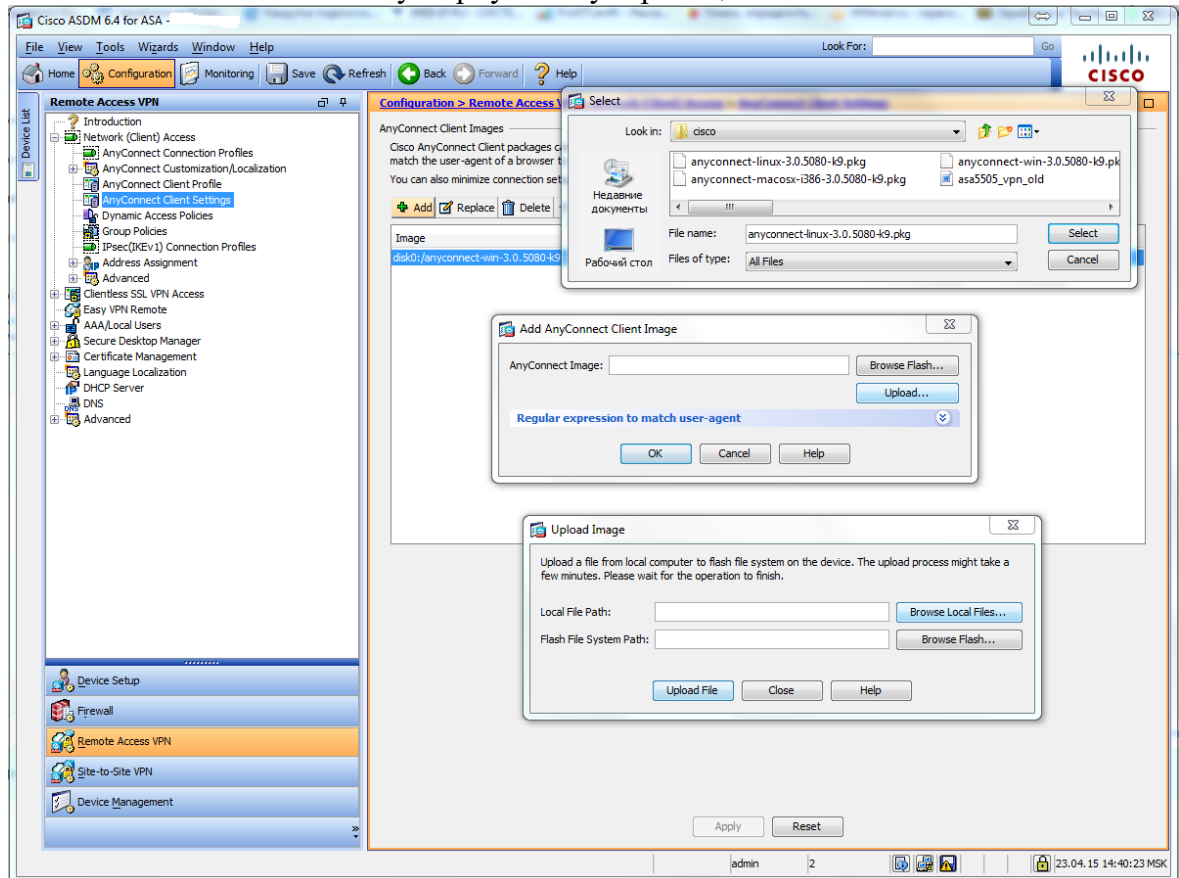 Cisco ASDM 6.4 for ASA -
File View Tools Wizards Window Help
Look For:
Go
Home Configuration Monitoring Save Refresh Back Forward Help
CISCO
Device List
Remote Access VPN
Introduction
Network (Client) Access
AnyConnect Connection Profiles
AnyConnect Customization/Localization
AnyConnect Client Profile
AnyConnect Client Settings
Dynamic Access Policies
Group Policies
IPsec(IKEv1) Connection Profiles
Address Assignment
Advanced
Clientless SSL VPN Access
Easy VPN Remote
AAA/Local Users
Secure Desktop Manager
Certificate Management
Language Localization
DHCP Server
DNS
Advanced
Device Setup
Firewall
Remote Access VPN
Site-to-Site VPN
Device Management
Configuration > Remote Access
AnyConnect Client Images
Cisco AnyConnect Client packages
match the user-agent of a browser
You can also minimize connection
Add Replace Delete
Image
disk0:/anyconnect-win-3.0.5080-k9
Select
Look in: cisco
anyconnect-linux-3.0.5080-k9.pkg
anyconnect-win-3.0.5080-k9.pk
anyconnect-macosx-i386-3.0.5080-k9.pkg
asa5505_vpn_old
Недавние
документы
Рабочий стол
File name: anyconnect-linux-3.0.5080-k9.pkg Select
Files of type: All Files Cancel
Add AnyConnect Client Image
AnyConnect Image: Browse Flash...
Upload...
Regular expression to match user-agent
OK Cancel Help
Upload Image
Upload a file from local computer to flash file system on the device. The upload process might take a
few minutes. Please wait for the operation to finish.
Local File Path: Browse Local Files...
Flash File System Path: Browse Flash...
Upload File Close Help
Apply Reset
admin 2 23.04.15 14:40:23 MSK